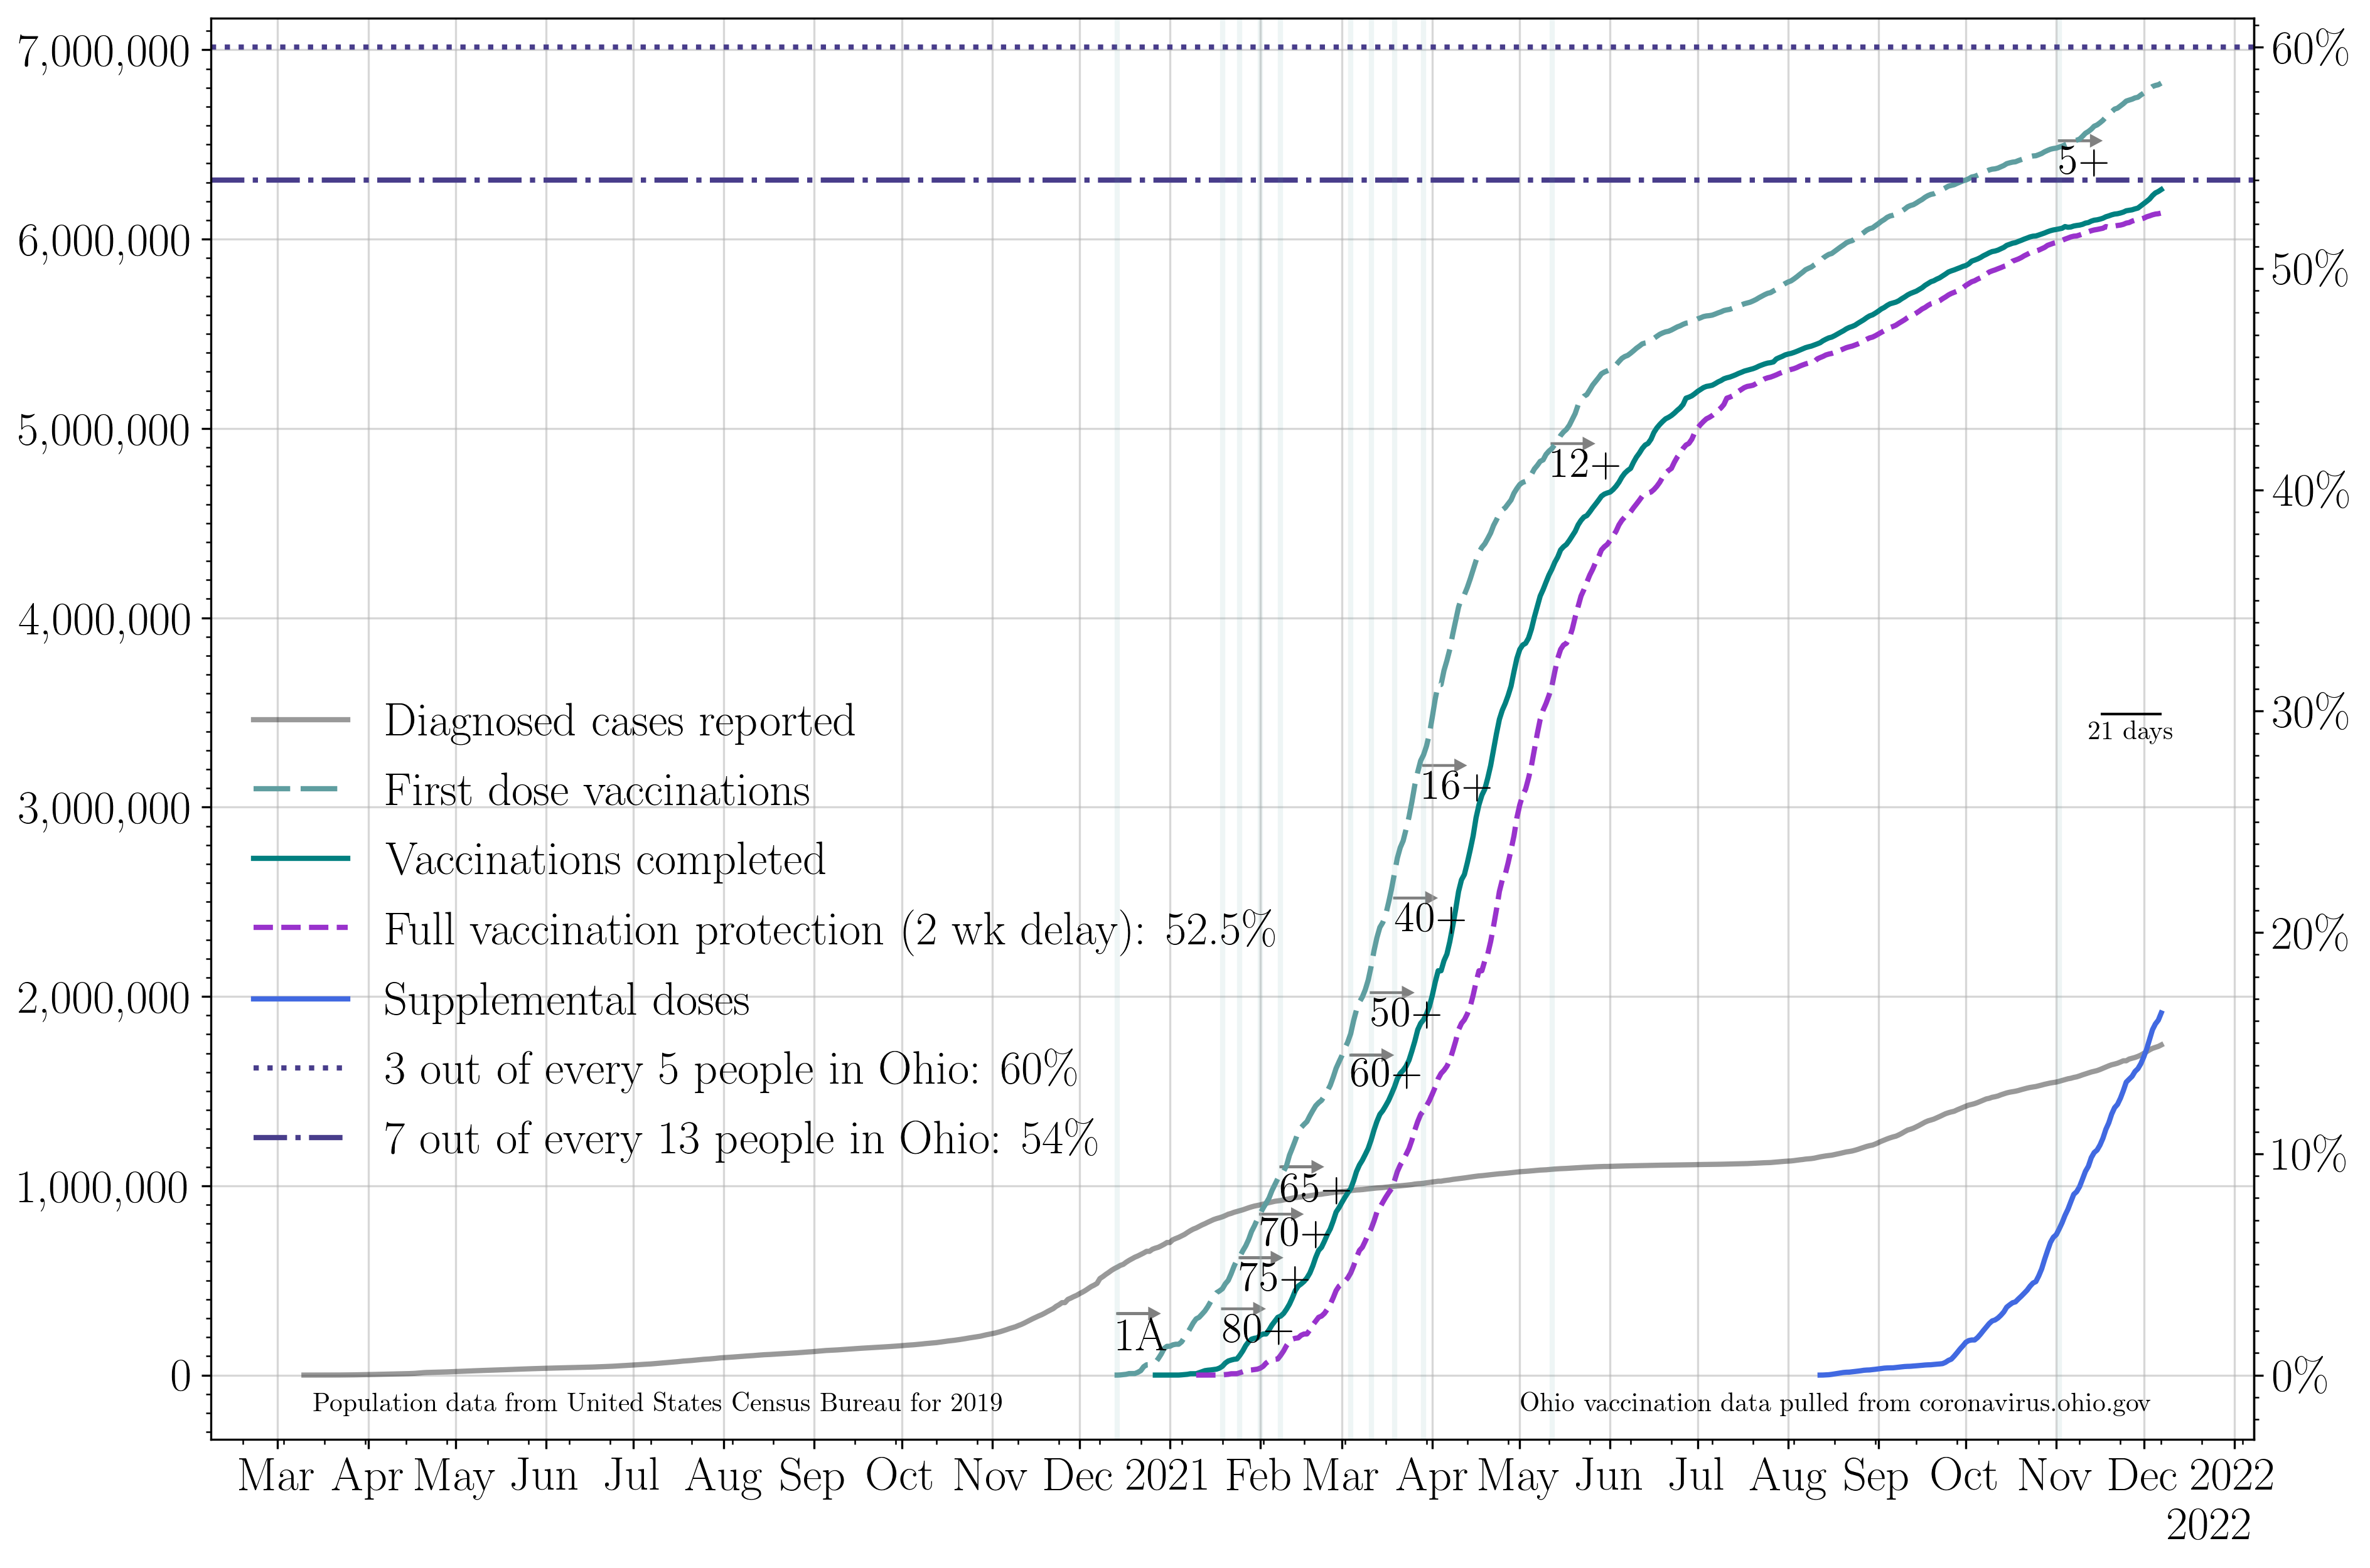 7,000,000
6,000,000
5,000,000
4,000,000
3,000,000
2,000,000
1,000,000
0
60%
50%
40%
30%
20%
10%
0%
5+
12+
16+
40+
50+
60+
65+
70+
75+
80+
1A
21 days
Diagnosed cases reported
First dose vaccinations
Vaccinations completed
Full vaccination protection (2 wk delay): 52.5%
Supplemental doses
3 out of every 5 people in Ohio: 60%
7 out of every 13 people in Ohio: 54%
Population data from United States Census Bureau for 2019
Ohio vaccination data pulled from coronavirus.ohio.gov
Mar Apr May Jun Jul Aug Sep Oct Nov Dec 2021 Feb Mar Apr May Jun Jul Aug Sep Oct Nov Dec 2022
2022